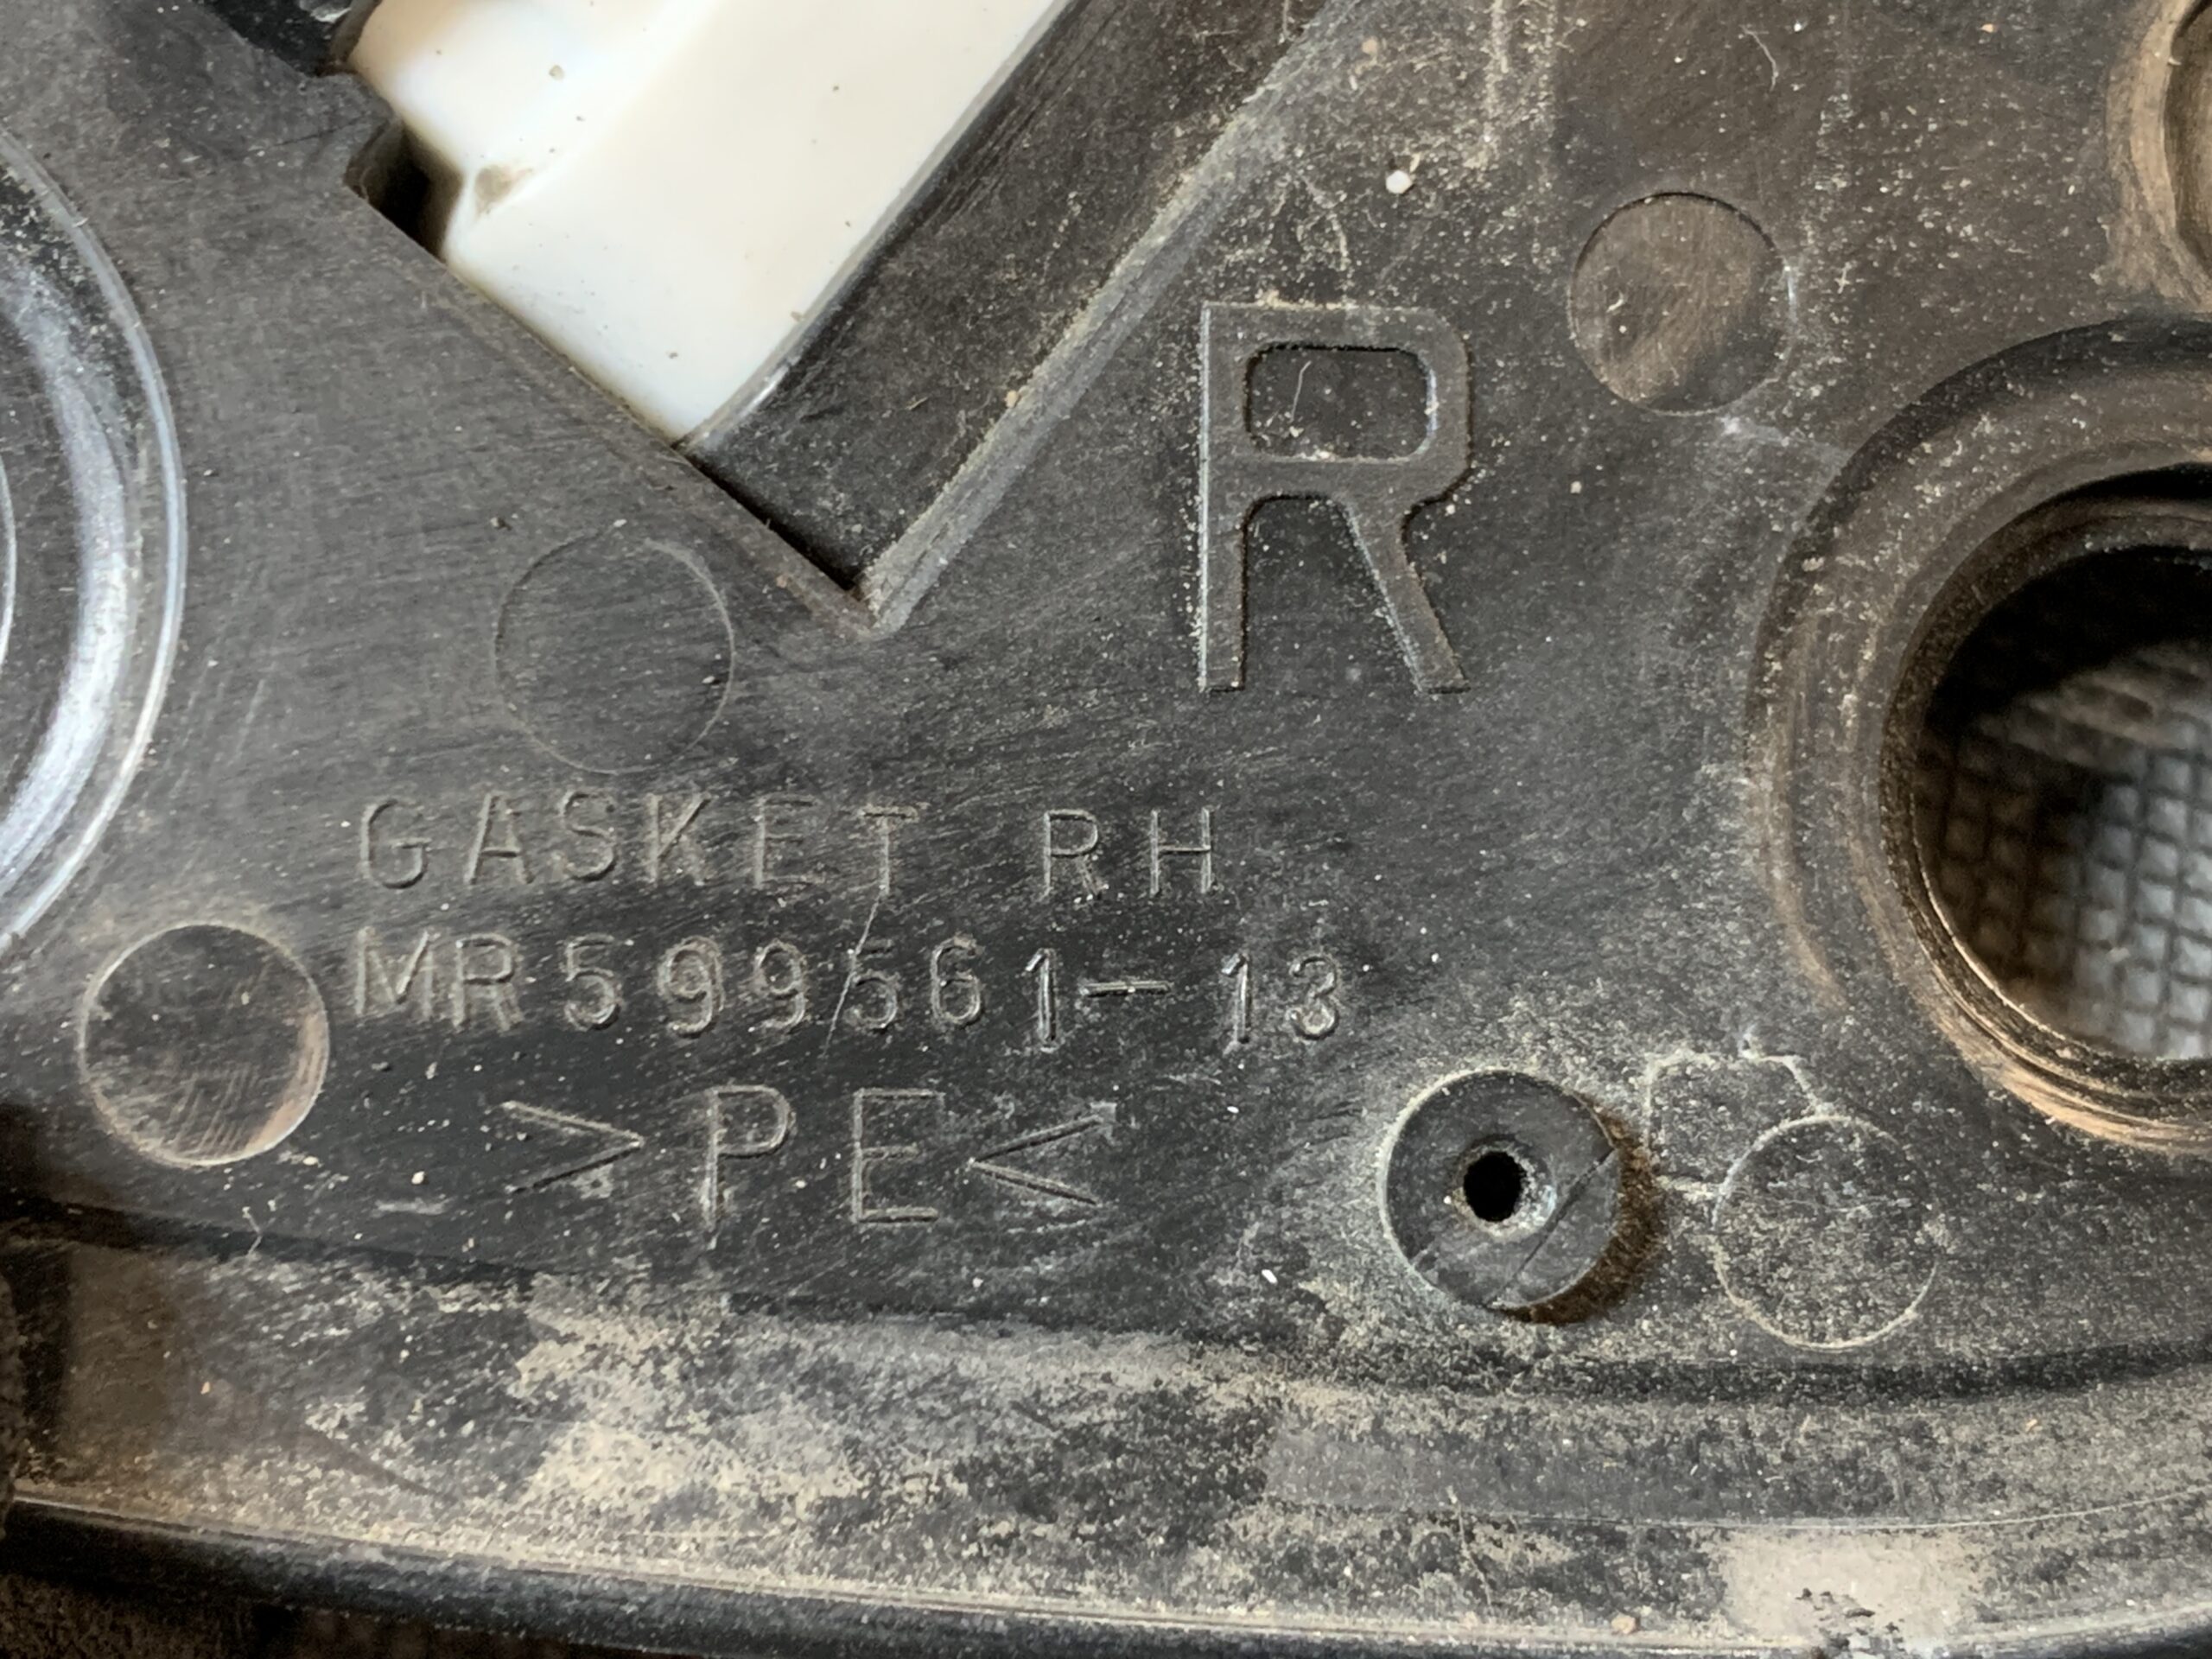 R
GASKET RH
MR599561-13
>PE<